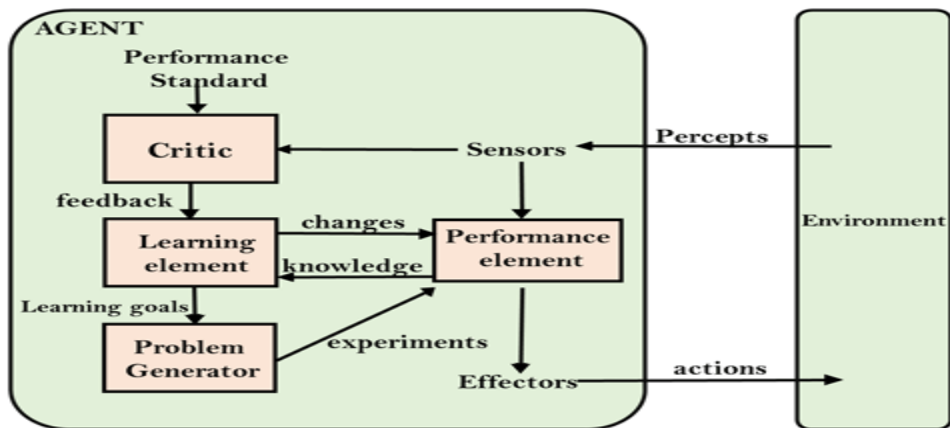 AGENT
Performance
Standard
Critic
Sensors
Percepts
feedback
changes
Learning
element
Performance
element
Environment
knowledge
Learning goals
Problem
Generator
experiments
Effectors
actions